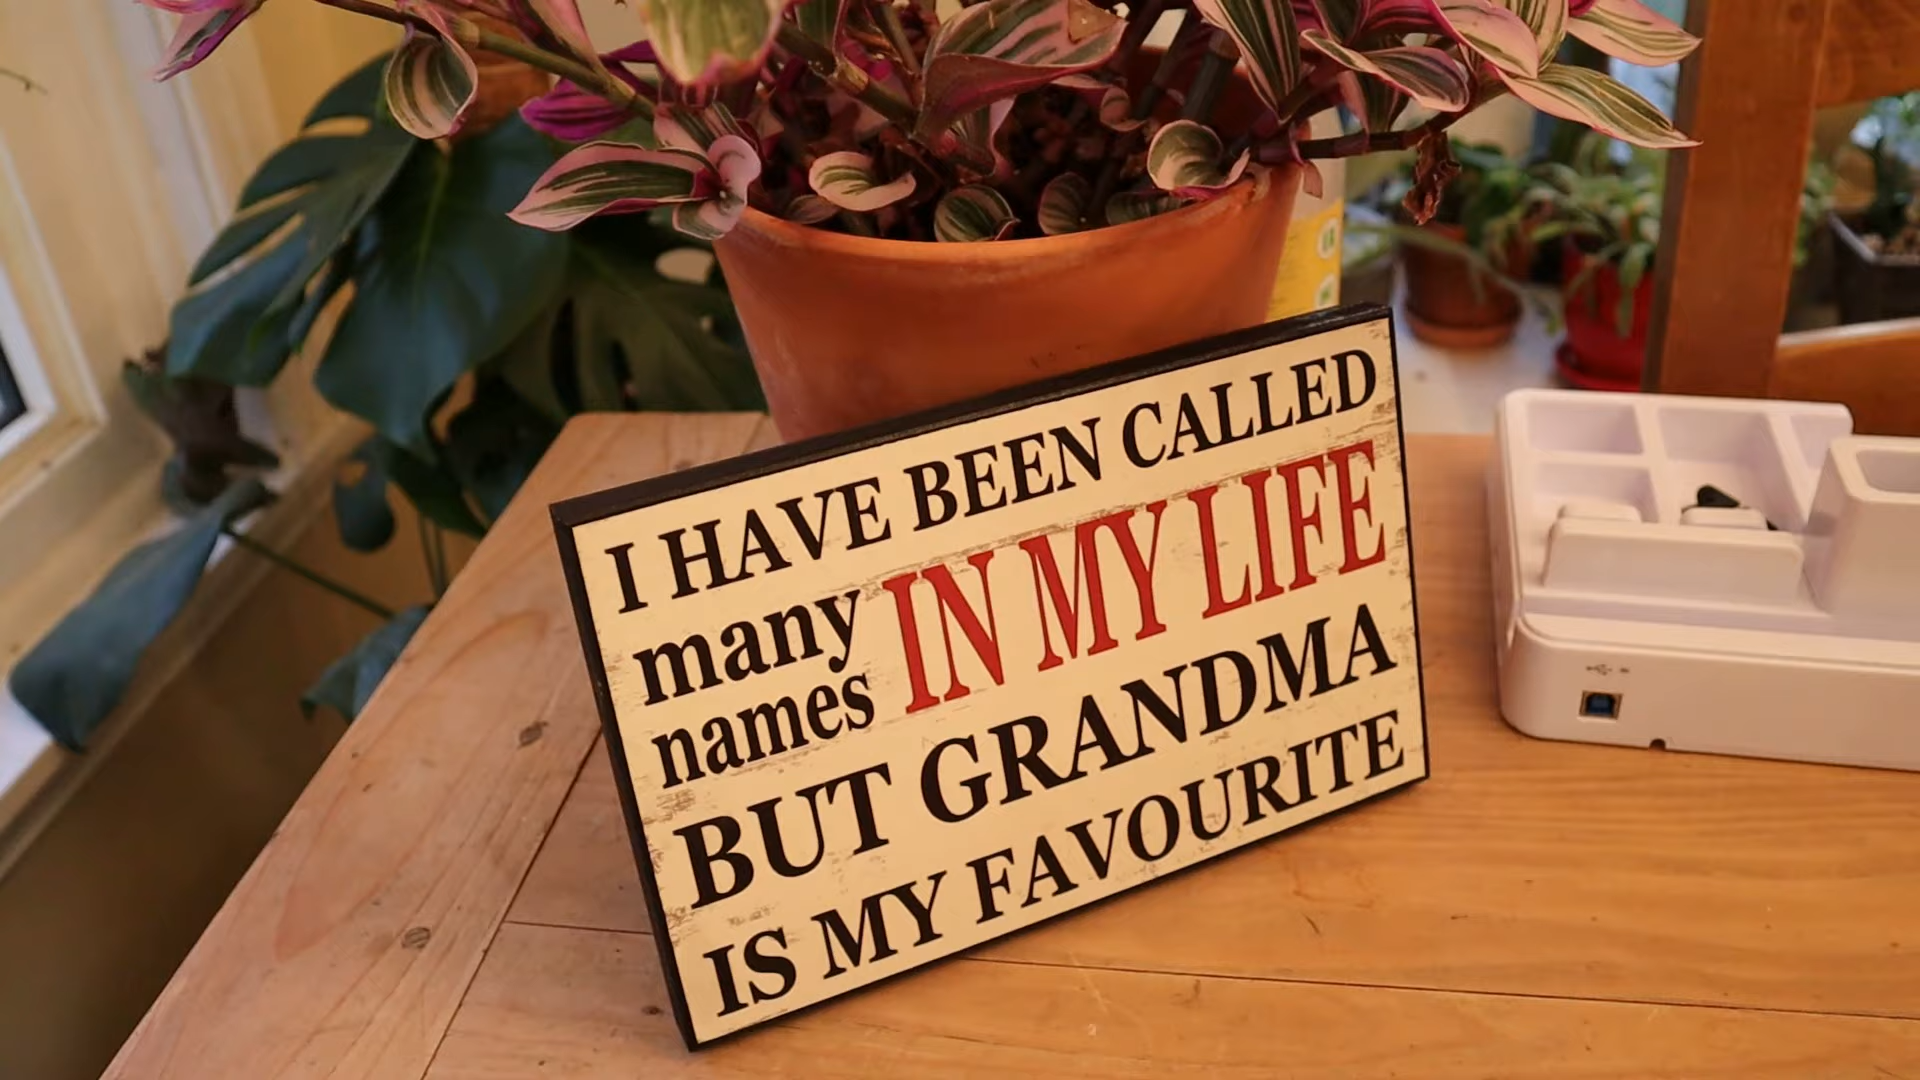 I HAVE BEEN CALLED
many names IN MY LIFE
BUT GRANDMA
IS MY FAVOURITE